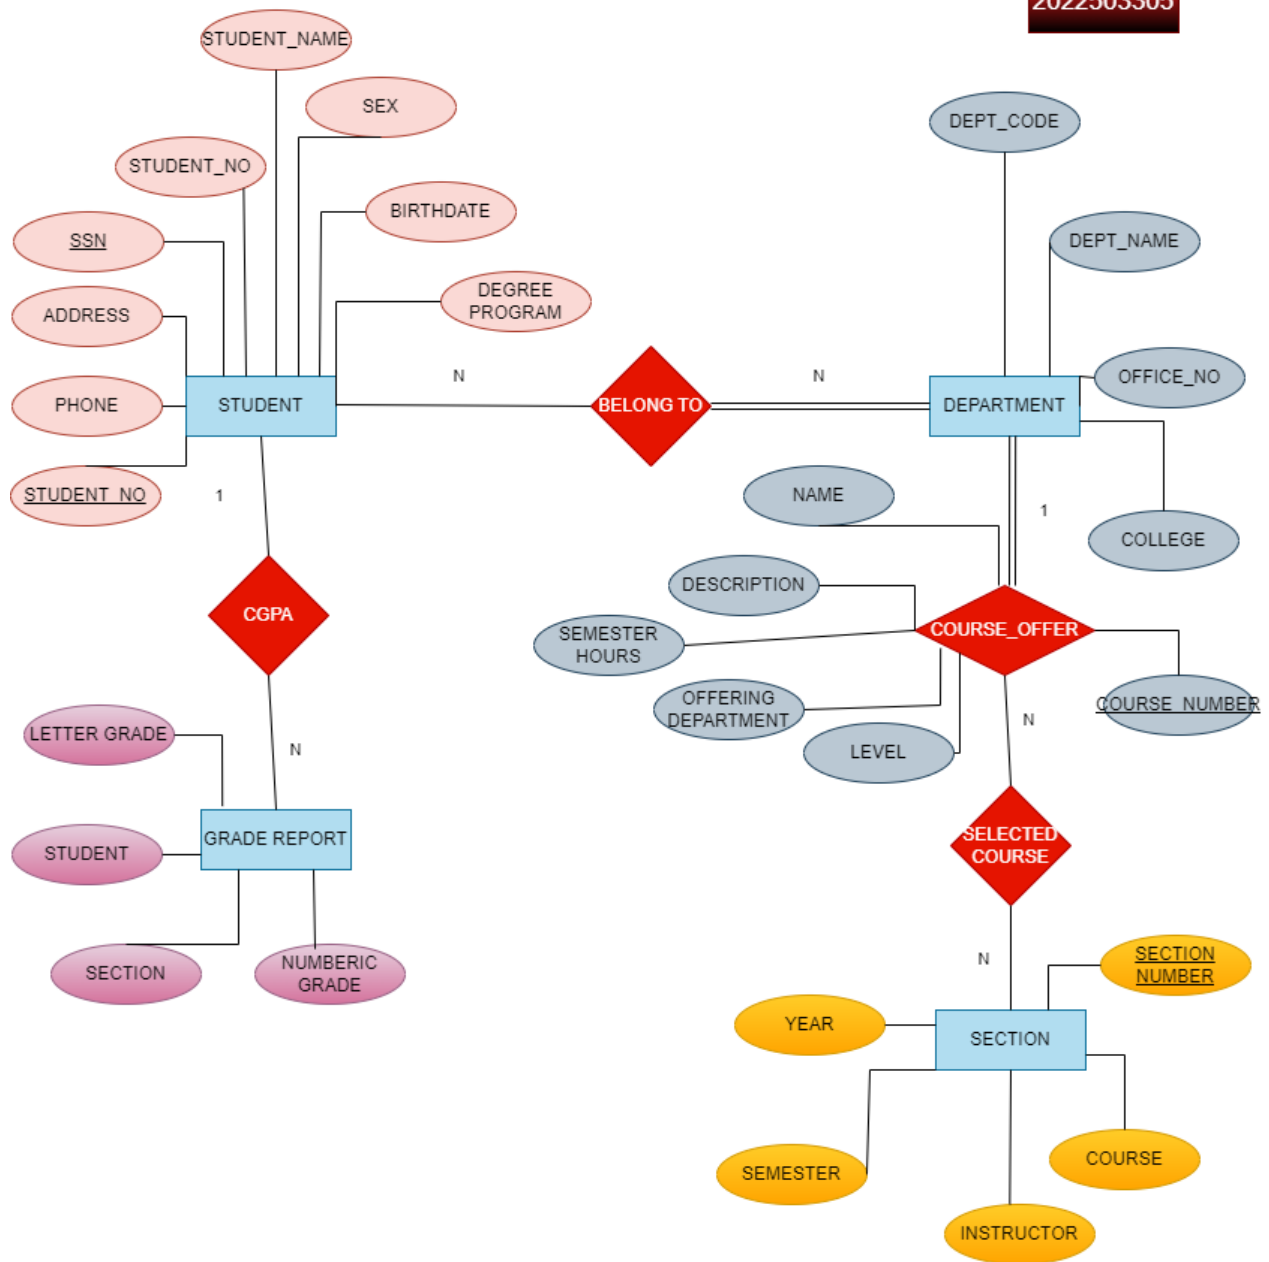 2022503305
STUDENT_NAME
SEX
DEPT_CODE
STUDENT_NO
BIRTHDATE
SSN
DEPT_NAME
DEGREE
PROGRAM
ADDRESS
N
N
OFFICE_NO
PHONE
STUDENT
BELONG TO
DEPARTMENT
STUDENT_NO
1
NAME
1
COLLEGE
DESCRIPTION
CGPA
COURSE_OFFER
SEMESTER
HOURS
OFFERING
DEPARTMENT
COURSE_NUMBER
LETTER GRADE
N
N
LEVEL
GRADE REPORT
SELECTED
COURSE
STUDENT
SECTION
NUMBERIC
GRADE
N
SECTION
NUMBER
YEAR
SECTION
SEMESTER
COURSE
INSTRUCTOR